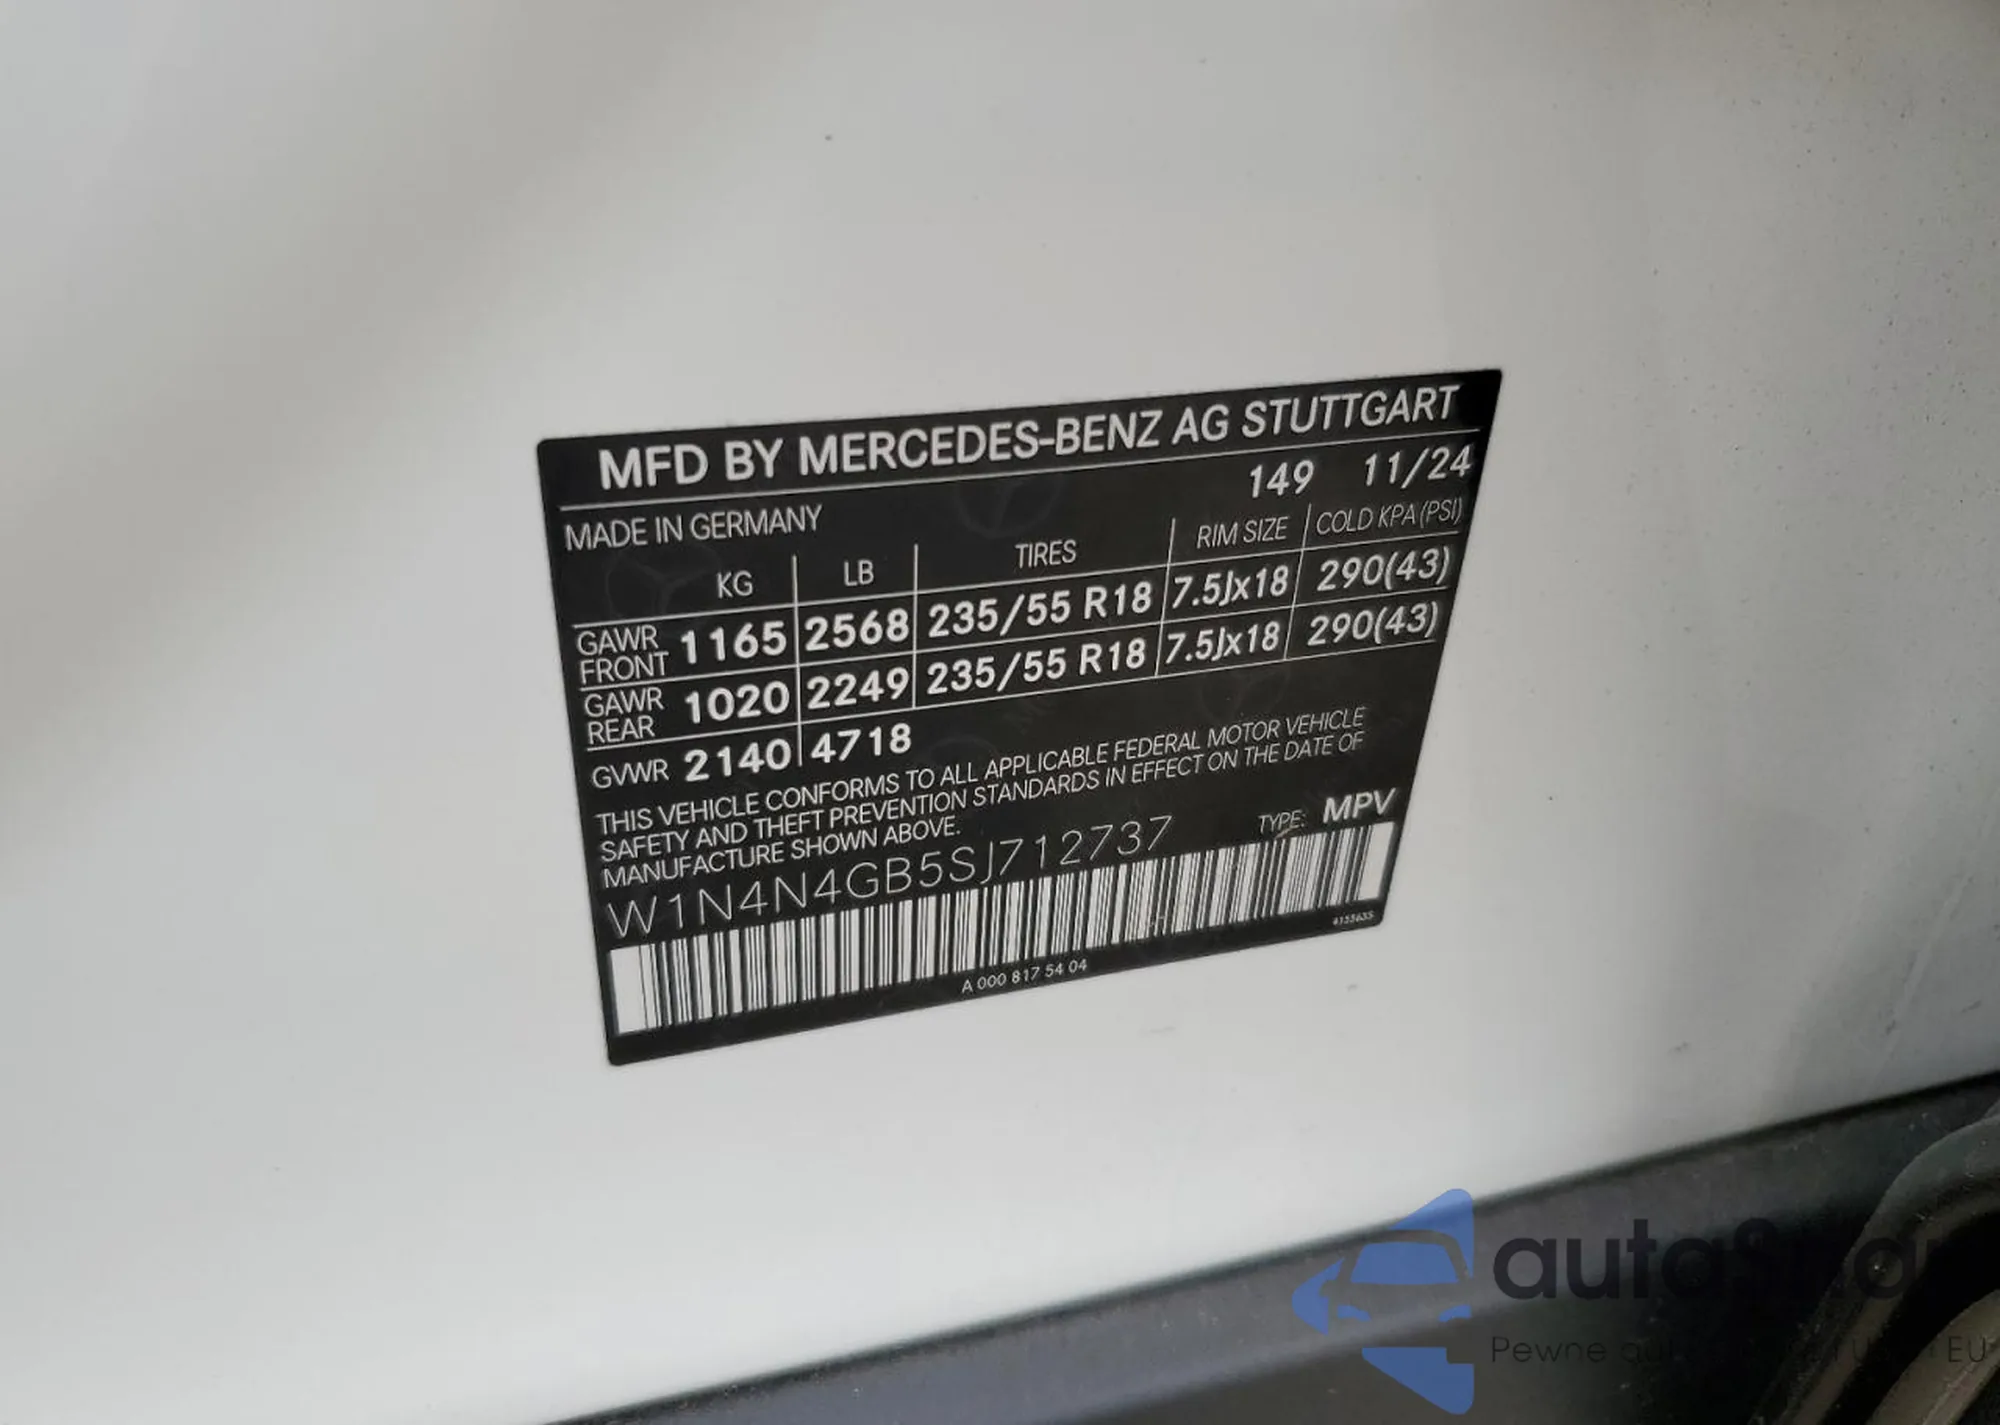 MFD BY MERCEDES-BENZ AG STUTTGART
149 11/24
MADE IN GERMANY
KG LB TIRES RIM SIZE COLD KPA (PSI)
GAWR FRONT 1165 2568 235/55 R18 7.5Jx18 290(43)
GAWR REAR 1020 2249 235/55 R18 7.5Jx18 290(43)
GVWR 2140 4718
THIS VEHICLE CONFORMS TO ALL APPLICABLE FEDERAL MOTOR VEHICLE
SAFETY AND THEFT PREVENTION STANDARDS IN EFFECT ON THE DATE OF
MANUFACTURE SHOWN ABOVE.
TYPE: MPV
W1N4N4GB5SJ712737
A 000 817 54 04
Pewne EU